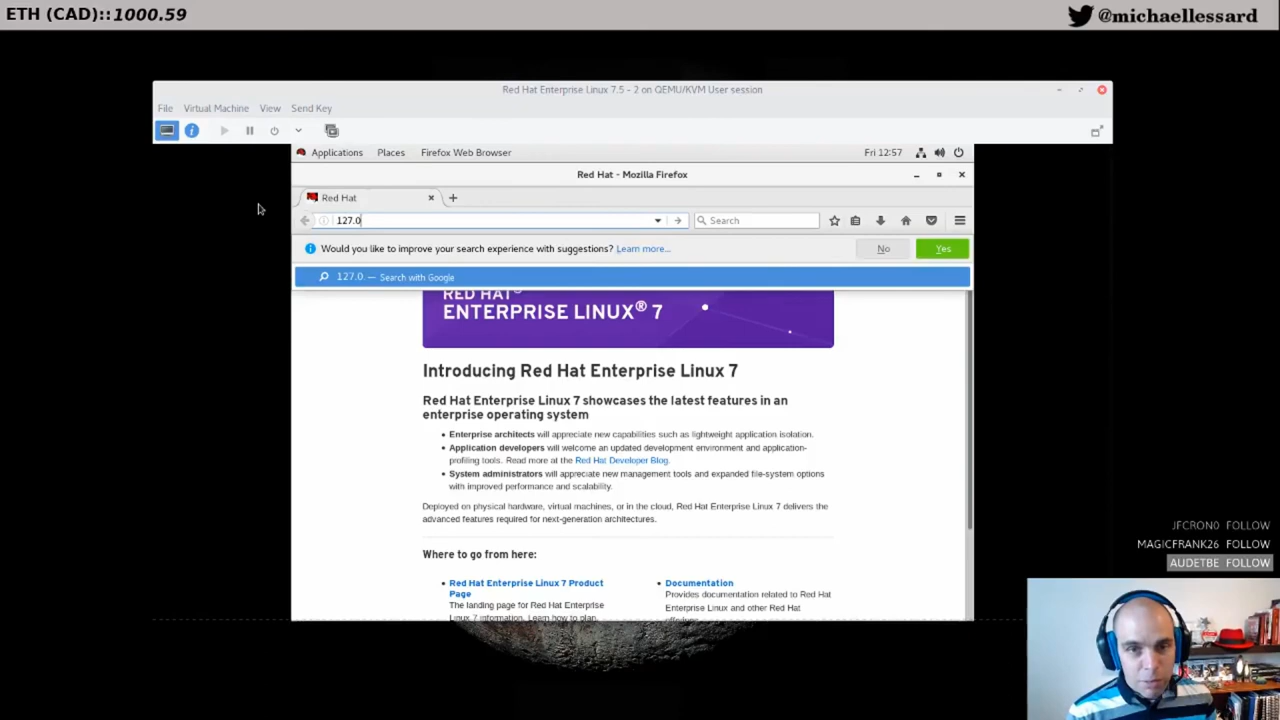 ETH (CAD)::1000.59
@michaellessard
Red Hat Enterprise Linux 7.5 - 2 on QEMU/KVM User session
File Virtual Machine View Send Key
Applications Places Firefox Web Browser Fri 12:57
Red Hat - Mozilla Firefox
Red Hat
127.0 Search
Would you like to improve your search experience with suggestions? Learn more... No Yes
127.0. — Search with Google
RED HAT®
ENTERPRISE LINUX® 7
Introducing Red Hat Enterprise Linux 7
Red Hat Enterprise Linux 7 showcases the latest features in an
enterprise operating system
• Enterprise architects will appreciate new capabilities such as lightweight application isolation.
• Application developers will welcome an updated development environment and application-
profiling tools. Read more at the Red Hat Developer Blog.
• System administrators will appreciate new management tools and expanded file-system options
with improved performance and scalability.
Deployed on physical hardware, virtual machines, or in the cloud, Red Hat Enterprise Linux 7 delivers the
advanced features required for next-generation architectures.
Where to go from here:
• Red Hat Enterprise Linux 7 Product
Page
The landing page for Red Hat Enterprise
Linux 7 information. Learn how to plan,
• Documentation
Provides documentation related to Red Hat
Enterprise Linux and other Red Hat
offerings.
JFCRON0 FOLLOW
MAGICFRANK26 FOLLOW
AUDETBE FOLLOW